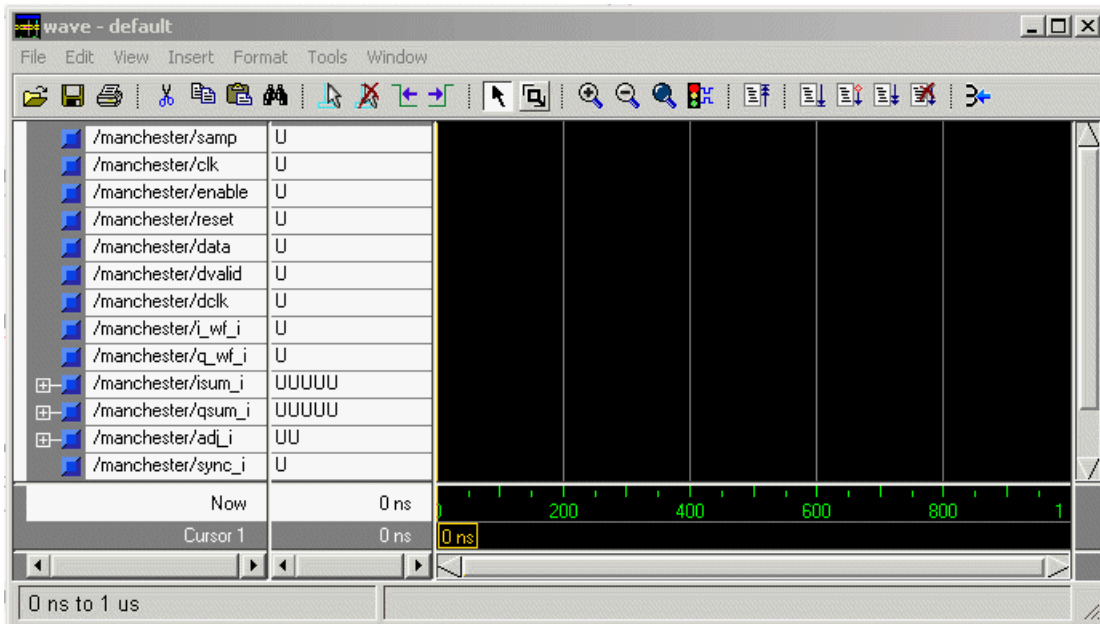 wave - default
File Edit View Insert Format Tools Window
/manchester/samp U
/manchester/clk U
/manchester/enable U
/manchester/reset U
/manchester/data U
/manchester/dvalid U
/manchester/dclk U
/manchester/i_wf_i U
/manchester/q_wf_i U
/manchester/isum_i UUUUU
/manchester/qsum_i UUUUU
/manchester/adj_i UU
/manchester/sync_i U
Now 0 ns 200 400 600 800 1
Cursor 1 0 ns 0 ns
0 ns to 1 us